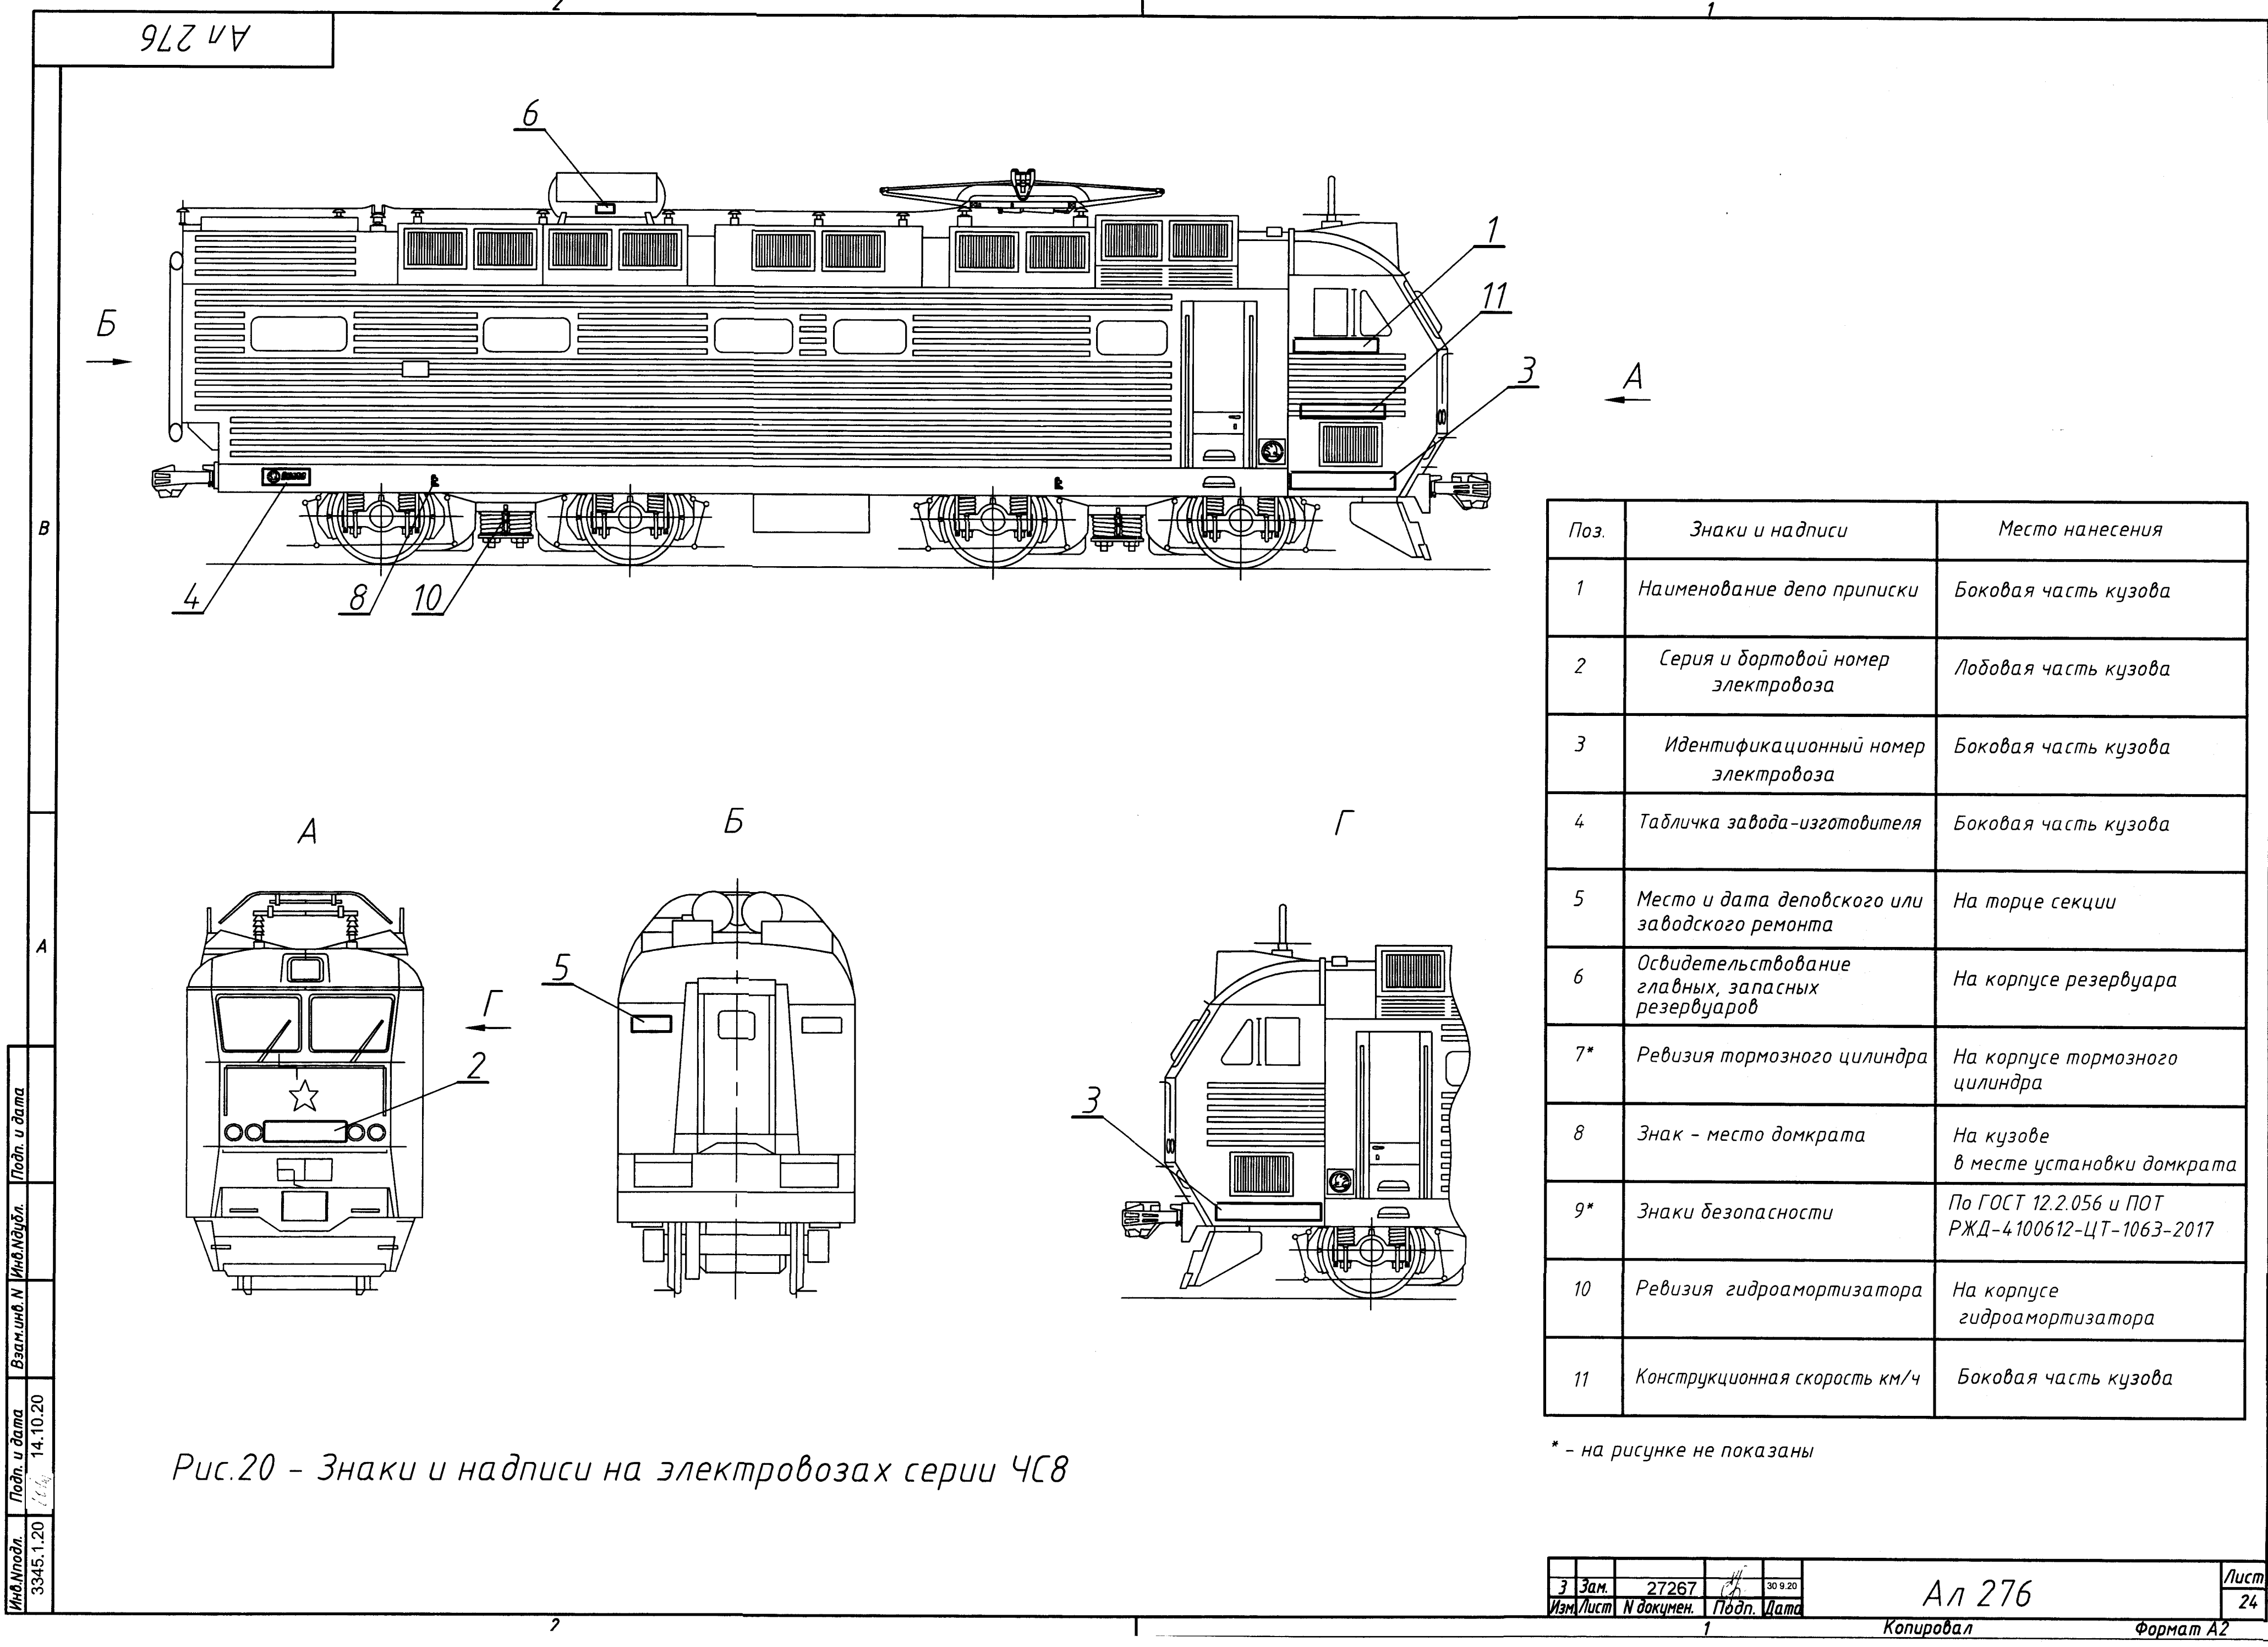 2
1
Ал 276
6
1
11
3
Б
А
4
8
10
В
А
А
Б
Г
5
Г
2
3
Поз.
Знаки и надписи
Место нанесения
1
Наименование депо приписки
Боковая часть кузова
2
Серия и бортовой номер
электровоза
Лобовая часть кузова
3
Идентификационный номер
электровоза
Боковая часть кузова
4
Табличка завода-изготовителя
Боковая часть кузова
5
Место и дата деповского или
заводского ремонта
На торце секции
6
Освидетельствование
главных, запасных
резервуаров
На корпусе резервуара
7*
Ревизия тормозного цилиндра
На корпусе тормозного
цилиндра
8
Знак - место домкрата
На кузове
в месте установки домкрата
9*
Знаки безопасности
По ГОСТ 12.2.056 и ПОТ
РЖД-4100612-ЦТ-1063-2017
10
Ревизия гидроамортизатора
На корпусе
гидроамортизатора
11
Конструкционная скорость км/ч
Боковая часть кузова
* - на рисунке не показаны
Рис.20 - Знаки и надписи на электровозах серии ЧС8
Подп. и дата
Инв.Nдубл.
Взам.инв.N
Подп. и дата
14.10.20
Инв.Nподл.
3345.1.20
3
Зам.
27267
30 9.20
Изм.
Лист
N докумен.
Подп.
Дата
Ал 276
Лист
24
2
1
Копировал
Формат А2